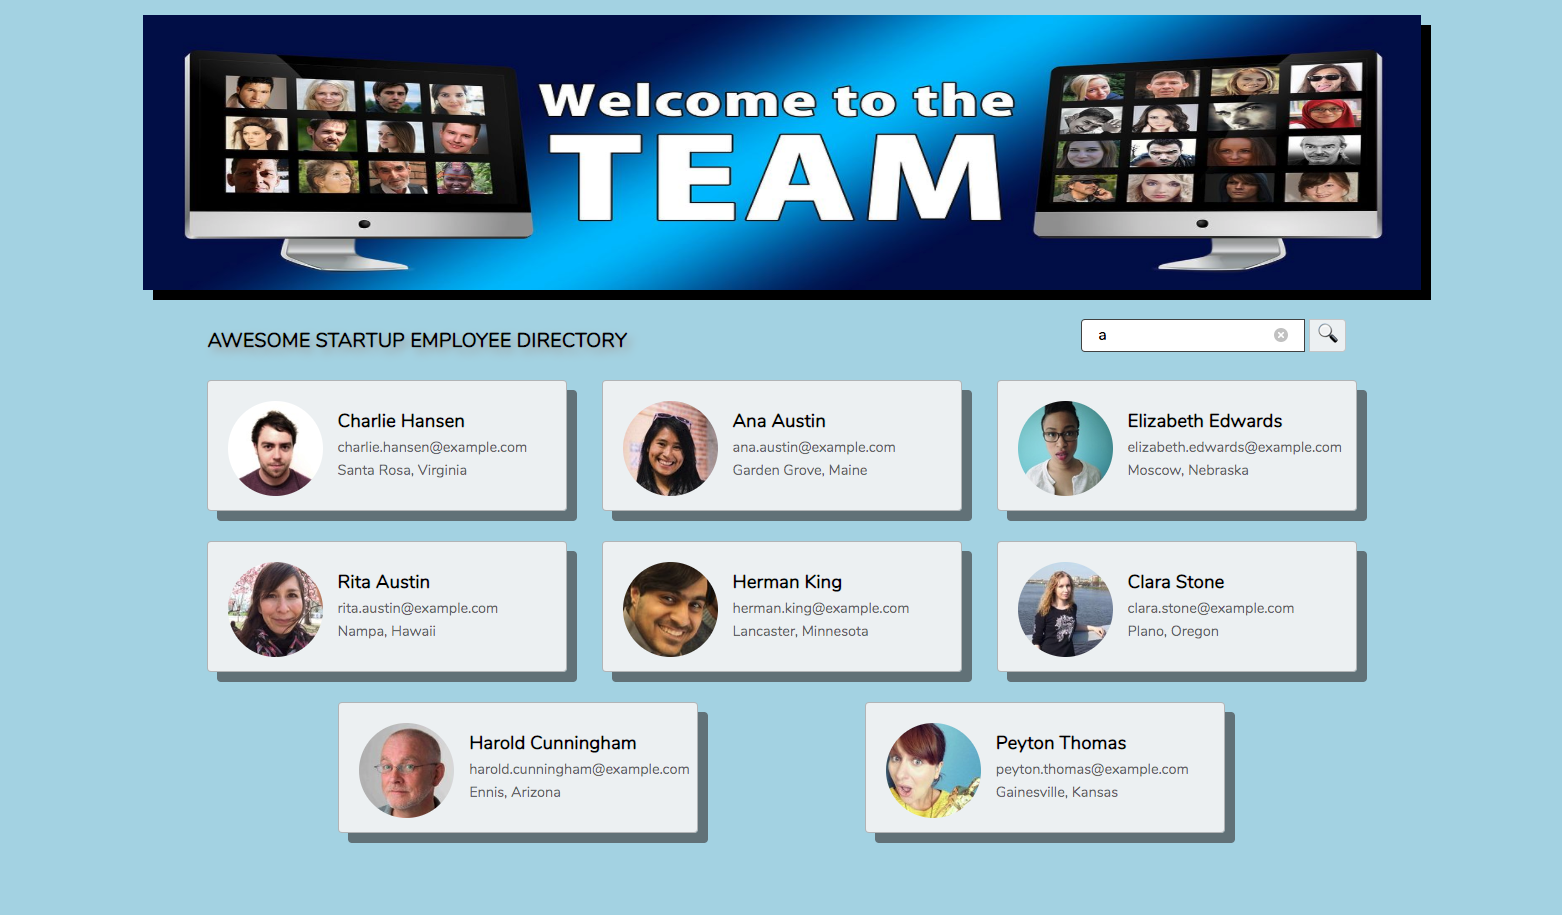 Welcome to the
TEAM
AWESOME STARTUP EMPLOYEE DIRECTORY
a
Charlie Hansen
charlie.hansen@example.com
Santa Rosa, Virginia
Ana Austin
ana.austin@example.com
Garden Grove, Maine
Elizabeth Edwards
elizabeth.edwards@example.com
Moscow, Nebraska
Rita Austin
rita.austin@example.com
Nampa, Hawaii
Herman King
herman.king@example.com
Lancaster, Minnesota
Clara Stone
clara.stone@example.com
Plano, Oregon
Harold Cunningham
harold.cunningham@example.com
Ennis, Arizona
Peyton Thomas
peyton.thomas@example.com
Gainesville, Kansas